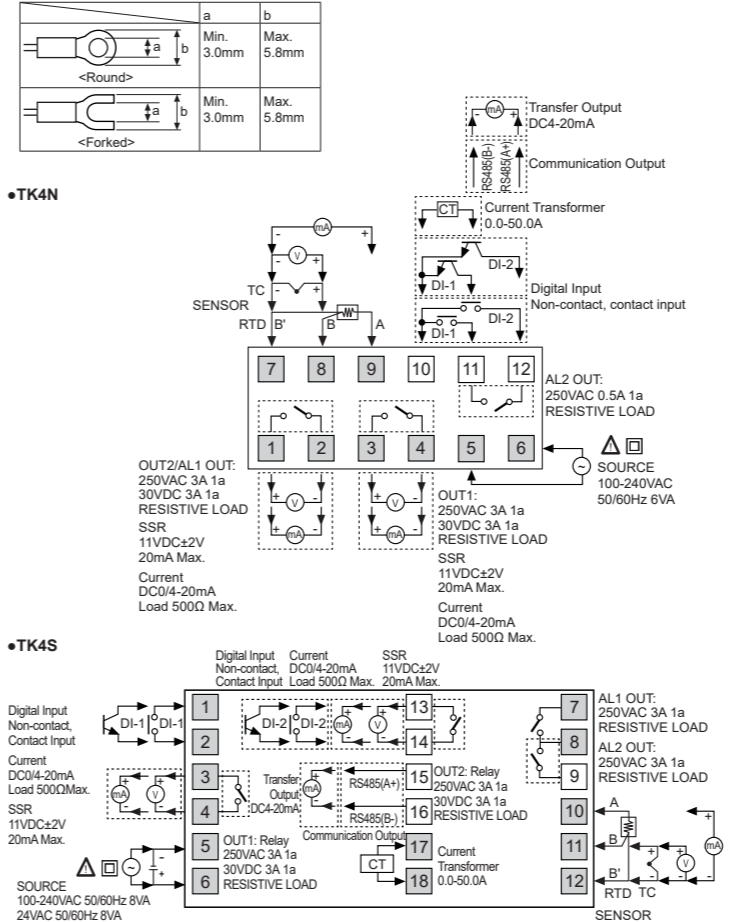 a b
a b Min. 3.0mm Max. 5.8mm
<Round>
a b Min. 3.0mm Max. 5.8mm
<Forked>
●TK4N
- mA + Transfer Output
DC4-20mA
RS485(B-) RS485(A+) Communication Output
CT Current Transformer
0.0-50.0A
DI-1 DI-2
Digital Input
Non-contact, contact input
DI-1 DI-2
- mA +
- V +
TC - +
SENSOR
RTD B' B A
7 8 9 10 11 12
AL2 OUT:
250VAC 0.5A 1a
RESISTIVE LOAD
1 2 3 4 5 6
SOURCE
100-240VAC
50/60Hz 6VA
OUT2/AL1 OUT:
250VAC 3A 1a
30VDC 3A 1a
RESISTIVE LOAD
SSR
11VDC±2V
20mA Max.
Current
DC0/4-20mA
Load 500Ω Max.
+ V -
+ mA -
+ V -
+ mA -
OUT1:
250VAC 3A 1a
30VDC 3A 1a
RESISTIVE LOAD
SSR
11VDC±2V
20mA Max.
Current
DC0/4-20mA
Load 500Ω Max.
●TK4S
Digital Input
Non-contact,
Contact Input
Current
DC0/4-20mA
Load 500Ω Max.
SSR
11VDC±2V
20mA Max.
Digital Input
Non-contact,
Contact Input
DI-1 DI-1
Current
DC0/4-20mA
Load 500ΩMax.
SSR
11VDC±2V
20mA Max.
+ mA - + V -
~ - +
SOURCE
100-240VAC 50/60Hz 8VA
24VAC 50/60Hz 8VA
1
2
3
4
5
6
OUT1: Relay
250VAC 3A 1a
30VDC 3A 1a
RESISTIVE LOAD
DI-2 DI-2
+ mA - + V -
13
14
Transfer
Output
DC4-20mA
+ mA -
RS485(A+)
RS485(B-)
Communication Output
15
16
OUT2: Relay
250VAC 3A 1a
30VDC 3A 1a
RESISTIVE LOAD
CT
17
18
Current
Transformer
0.0-50.0A
7
8
9
10
11
12
AL1 OUT:
250VAC 3A 1a
RESISTIVE LOAD
AL2 OUT:
250VAC 3A 1a
RESISTIVE LOAD
A
B
B'
+ - + V - + mA -
RTD TC
SENSOR